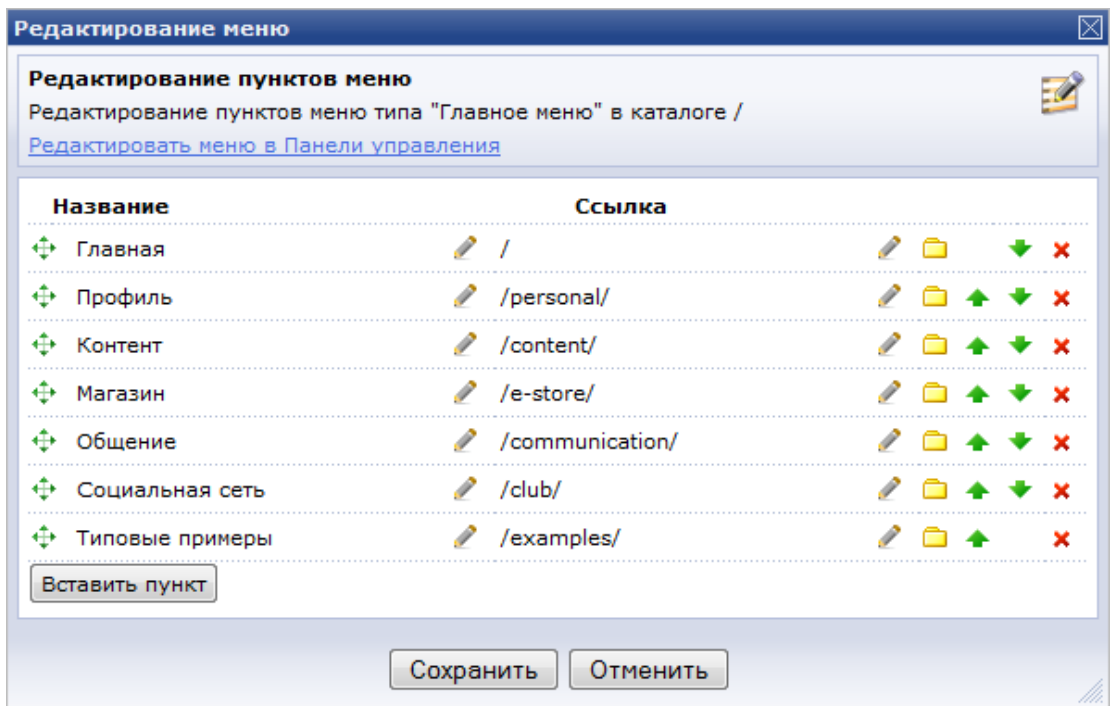 Редактирование меню
Редактирование пунктов меню
Редактирование пунктов меню типа "Главное меню" в каталоге /
Редактировать меню в Панели управления
Название Ссылка
Главная /
Профиль /personal/
Контент /content/
Магазин /e-store/
Общение /communication/
Социальная сеть /club/
Типовые примеры /examples/
Вставить пункт
Сохранить Отменить